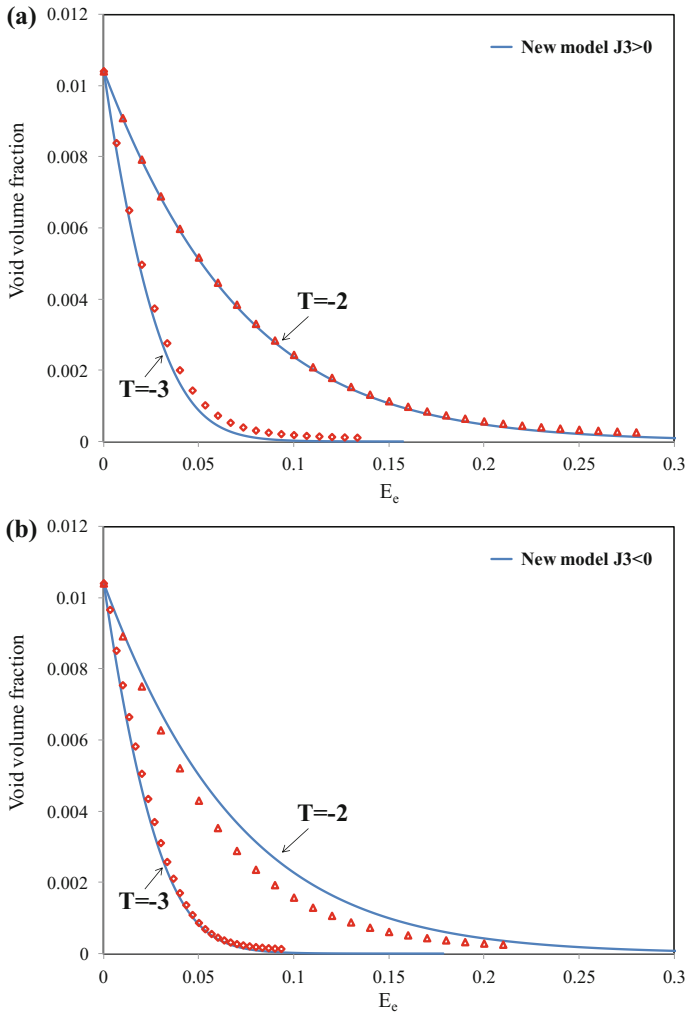 (a)
0.012
New model J3>0
0.01
0.008
Void volume fraction
0.006
0.004
T=-2
0.002
T=-3
0
0 0.05 0.1 0.15 0.2 0.25 0.3
E_e
(b)
0.012
New model J3<0
0.01
0.008
Void volume fraction
0.006
0.004
T=-2
0.002
T=-3
0
0 0.05 0.1 0.15 0.2 0.25 0.3
E_e